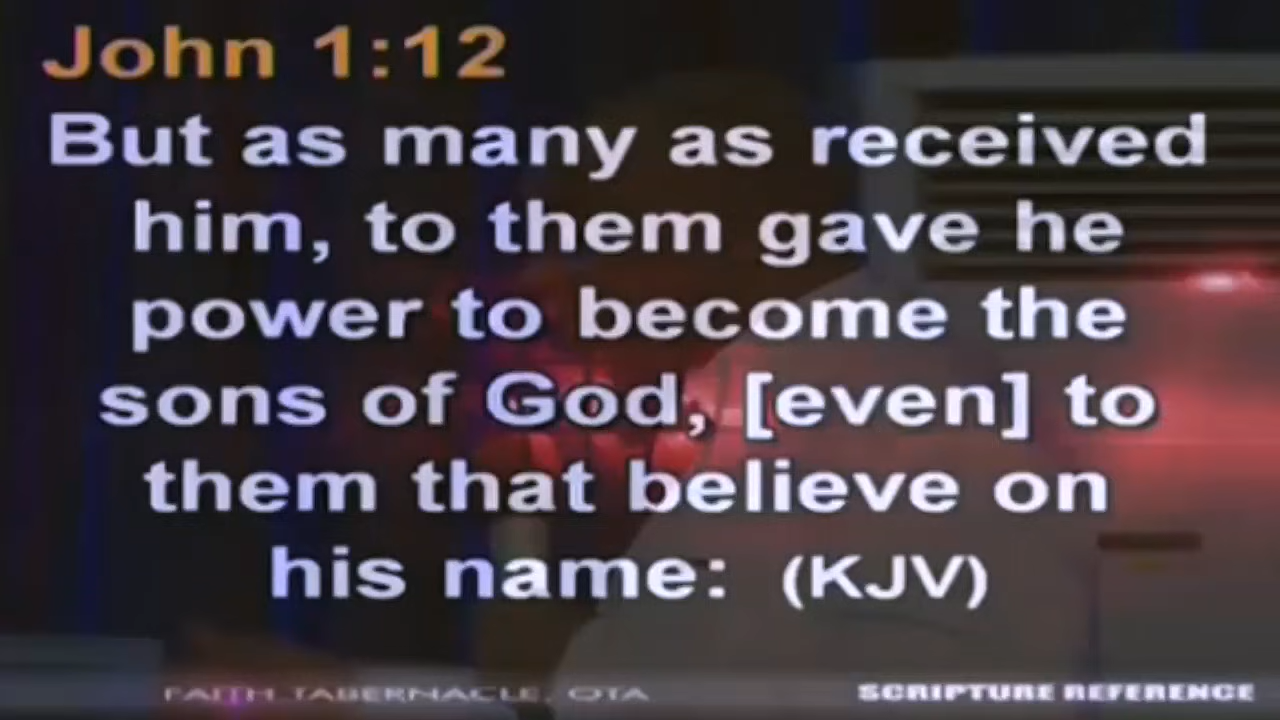 John 1:12
But as many as received
him, to them gave he
power to become the
sons of God, [even] to
them that believe on
his name: (KJV)
FAITH TABERNACLE, OTA
SCRIPTURE REFERENCE